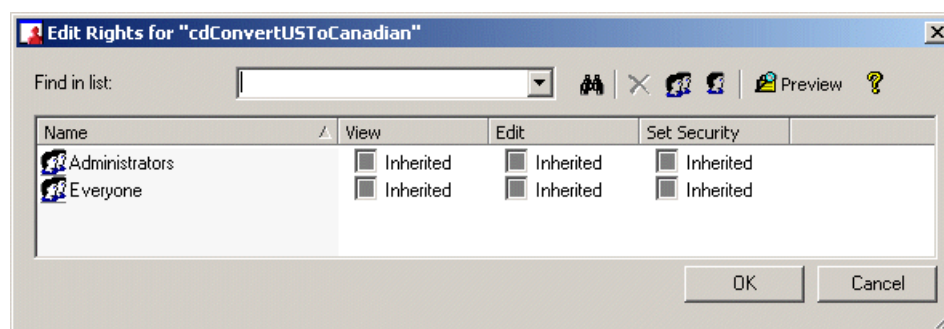 Edit Rights for "cdConvertUSToCanadian"
Find in list:
Preview
Name View Edit Set Security
Administrators Inherited Inherited Inherited
Everyone Inherited Inherited Inherited
OK Cancel